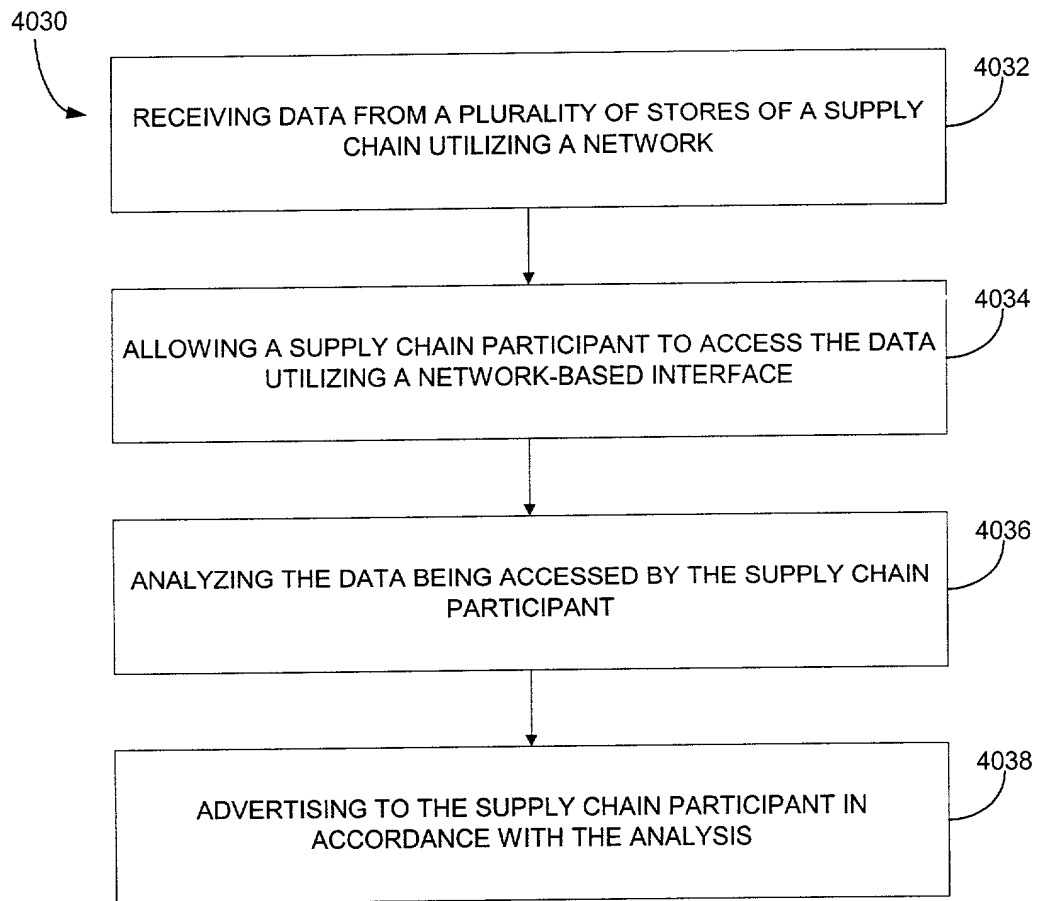 4030
4032
RECEIVING DATA FROM A PLURALITY OF STORES OF A SUPPLY
CHAIN UTILIZING A NETWORK
4034
ALLOWING A SUPPLY CHAIN PARTICIPANT TO ACCESS THE DATA
UTILIZING A NETWORK-BASED INTERFACE
4036
ANALYZING THE DATA BEING ACCESSED BY THE SUPPLY CHAIN
PARTICIPANT
4038
ADVERTISING TO THE SUPPLY CHAIN PARTICIPANT IN
ACCORDANCE WITH THE ANALYSIS